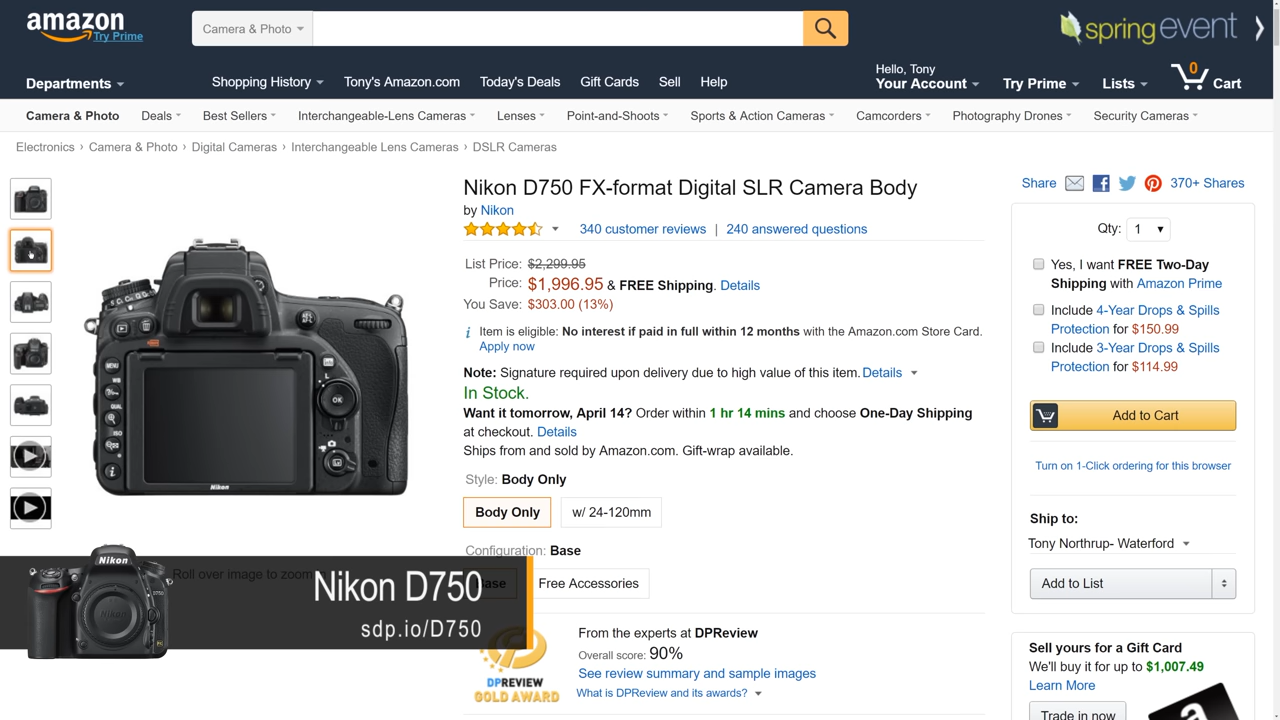 amazon
Try Prime
Camera & Photo
spring event
Departments
Shopping History
Tony's Amazon.com
Today's Deals
Gift Cards
Sell
Help
Hello, Tony
Your Account
Try Prime
Lists
0
Cart
Camera & Photo
Deals
Best Sellers
Interchangeable-Lens Cameras
Lenses
Point-and-Shoots
Sports & Action Cameras
Camcorders
Photography Drones
Security Cameras
Electronics › Camera & Photo › Digital Cameras › Interchangeable Lens Cameras › DSLR Cameras
Nikon D750 FX-format Digital SLR Camera Body
by Nikon
340 customer reviews | 240 answered questions
List Price: $2,299.95
Price: $1,996.95 & FREE Shipping. Details
You Save: $303.00 (13%)
Item is eligible: No interest if paid in full within 12 months with the Amazon.com Store Card.
Apply now
Note: Signature required upon delivery due to high value of this item. Details
In Stock.
Want it tomorrow, April 14? Order within 1 hr 14 mins and choose One-Day Shipping
at checkout. Details
Ships from and sold by Amazon.com. Gift-wrap available.
Style: Body Only
Body Only
w/ 24-120mm
Configuration: Base
Base
Free Accessories
From the experts at DPReview
Overall score: 90%
See review summary and sample images
What is DPReview and its awards?
DPREVIEW
GOLD AWARD
Share
370+ Shares
Qty: 1
Yes, I want FREE Two-Day
Shipping with Amazon Prime
Include 4-Year Drops & Spills
Protection for $150.99
Include 3-Year Drops & Spills
Protection for $114.99
Add to Cart
Turn on 1-Click ordering for this browser
Ship to:
Tony Northrup- Waterford
Add to List
Sell yours for a Gift Card
We'll buy it for up to $1,007.49
Learn More
Trade in now
a
MENU
WB
QUAL
ISO
i
L
OK
Nikon
Roll over image to zoom
Nikon
D750
Nikon
Nikon D750
sdp.io/D750